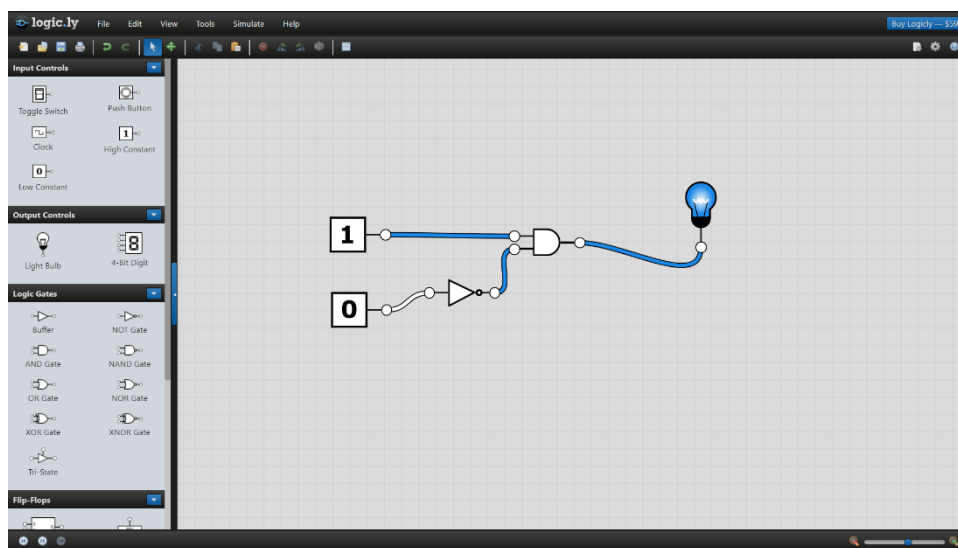 logic.ly File Edit View Tools Simulate Help Buy Logicly — $59
Input Controls
Toggle Switch Push Button
1
Clock High Constant
0
Low Constant
Output Controls
8
Light Bulb 4-Bit Digit
Logic Gates
Buffer NOT Gate
AND Gate NAND Gate
OR Gate NOR Gate
XOR Gate XNOR Gate
Tri-State
Flip-Flops
1
0